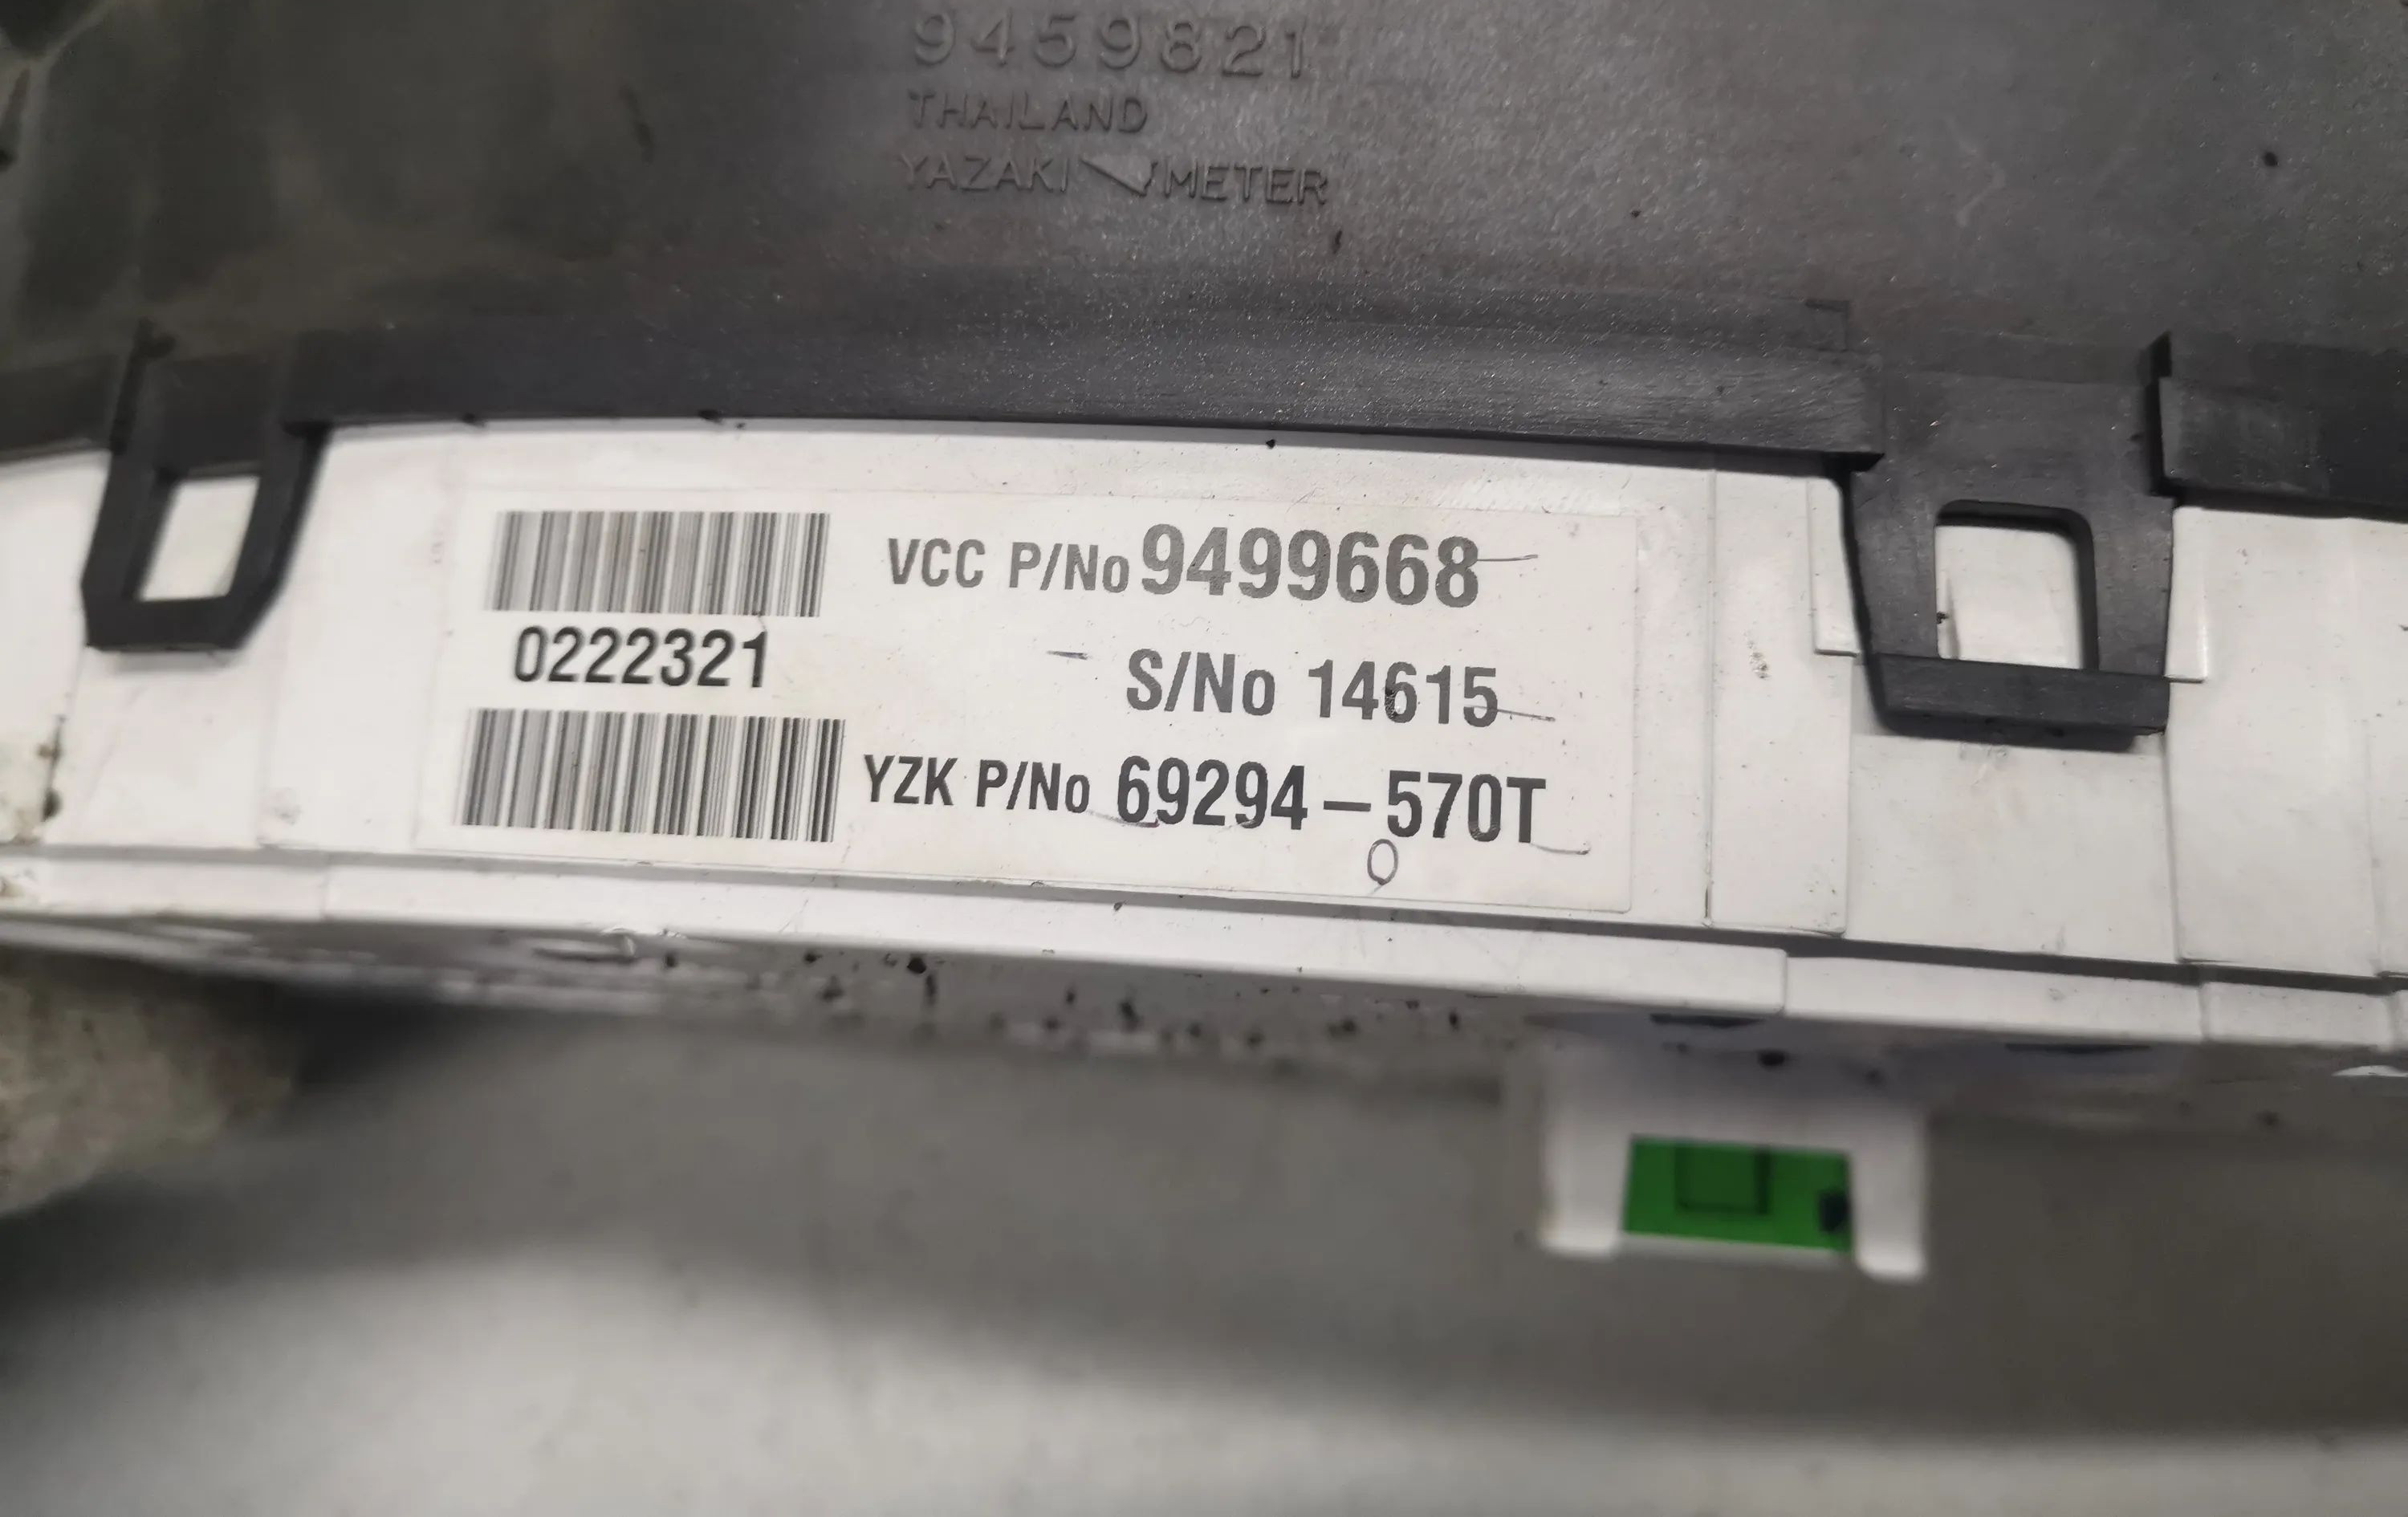 9459821
THAILAND
YAZAKI METER
VCC P/No 9499668
0222321
S/No 14615
YZK P/No 69294-570T